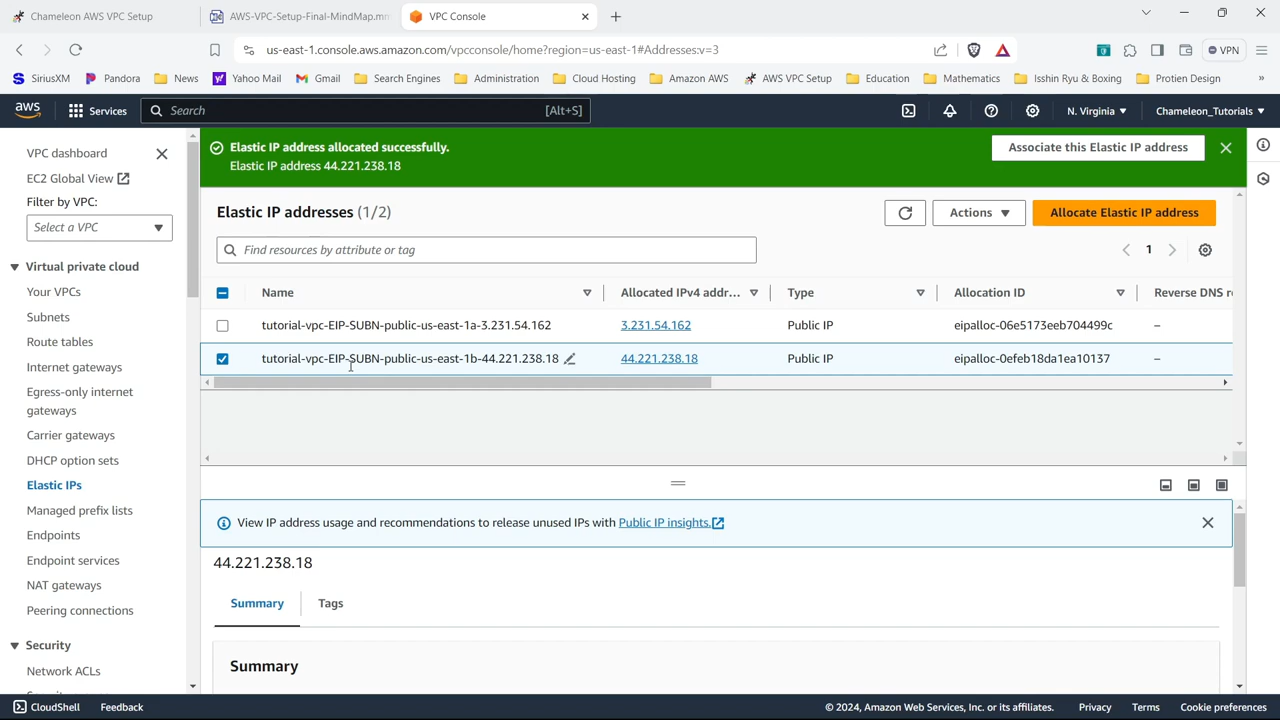 Chameleon AWS VPC Setup
AWS-VPC-Setup-Final-MindMap.mm
VPC Console
us-east-1.console.aws.amazon.com/vpcconsole/home?region=us-east-1#Addresses:v=3
VPN
SiriusXM
Pandora
News
Yahoo Mail
Gmail
Search Engines
Administration
Cloud Hosting
Amazon AWS
AWS VPC Setup
Education
Mathematics
Isshin Ryu & Boxing
Protien Design
»
aws
Services
Search
[Alt+S]
N. Virginia
Chameleon_Tutorials
VPC dashboard
EC2 Global View
Filter by VPC:
Select a VPC
Virtual private cloud
Your VPCs
Subnets
Route tables
Internet gateways
Egress-only internet
gateways
Carrier gateways
DHCP option sets
Elastic IPs
Managed prefix lists
Endpoints
Endpoint services
NAT gateways
Peering connections
Security
Network ACLs
Elastic IP address allocated successfully.
Elastic IP address 44.221.238.18
Associate this Elastic IP address
Elastic IP addresses (1/2)
Actions
Allocate Elastic IP address
Find resources by attribute or tag
1
Name
Allocated IPv4 addr...
Type
Allocation ID
Reverse DNS r
tutorial-vpc-EIP-SUBN-public-us-east-1a-3.231.54.162
3.231.54.162
Public IP
eipalloc-06e5173eeb704499c
–
tutorial-vpc-EIP-SUBN-public-us-east-1b-44.221.238.18
44.221.238.18
Public IP
eipalloc-0efeb18da1ea10137
–
View IP address usage and recommendations to release unused IPs with Public IP insights.
44.221.238.18
Summary
Tags
Summary
CloudShell
Feedback
© 2024, Amazon Web Services, Inc. or its affiliates.
Privacy
Terms
Cookie preferences